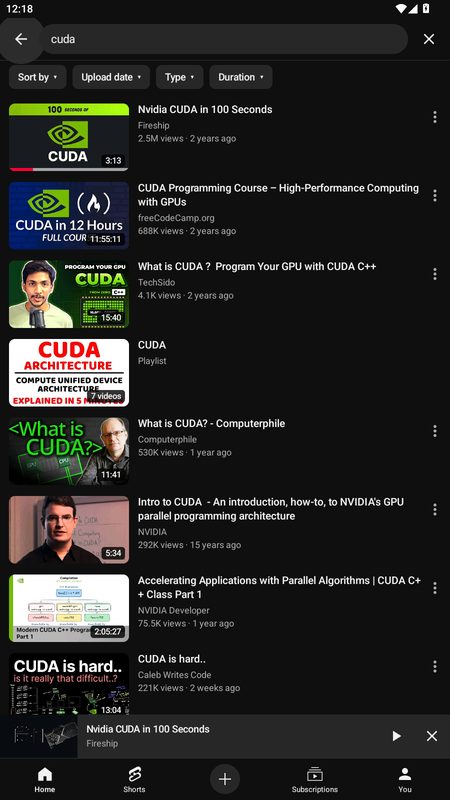 12:18
cuda
Sort by
Upload date
Type
Duration
100 SECONDS OF
CUDA
3:13
Nvidia CUDA in 100 Seconds
Fireship
2.5M views · 2 years ago
CUDA in 12 Hours
FULL COUR
11:55:11
CUDA Programming Course – High-Performance Computing
with GPUs
freeCodeCamp.org
688K views · 2 years ago
PROGRAM YOUR GPU
WITH
CUDA
C++
15:40
What is CUDA ? Program Your GPU with CUDA C++
TechSido
4.1K views · 2 years ago
CUDA
ARCHITECTURE
COMPUTE UNIFIED DEVICE
ARCHITECTURE
EXPLAINED IN 5
7 videos
CUDA
Playlist
<What is
CUDA?>
11:41
What is CUDA? - Computerphile
Computerphile
530K views · 1 year ago
5:34
Intro to CUDA - An introduction, how-to, to NVIDIA's GPU
parallel programming architecture
NVIDIA
292K views · 15 years ago
Modern CUDA C++ Progra
Part 1
2:05:27
Accelerating Applications with Parallel Algorithms | CUDA C+
+ Class Part 1
NVIDIA Developer
75.5K views · 1 year ago
CUDA is hard..
is it really that difficult..?
13:04
CUDA is hard..
Caleb Writes Code
221K views · 2 weeks ago
Nvidia CUDA in 100 Seconds
Fireship
Home
Shorts
Subscriptions
You